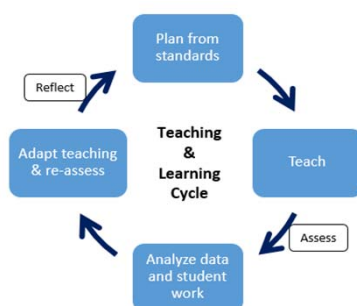 Plan from
standards
Reflect
Teaching
&
Learning
Cycle
Adapt teaching
& re-assess
Teach
Assess
Analyze data
and student
work